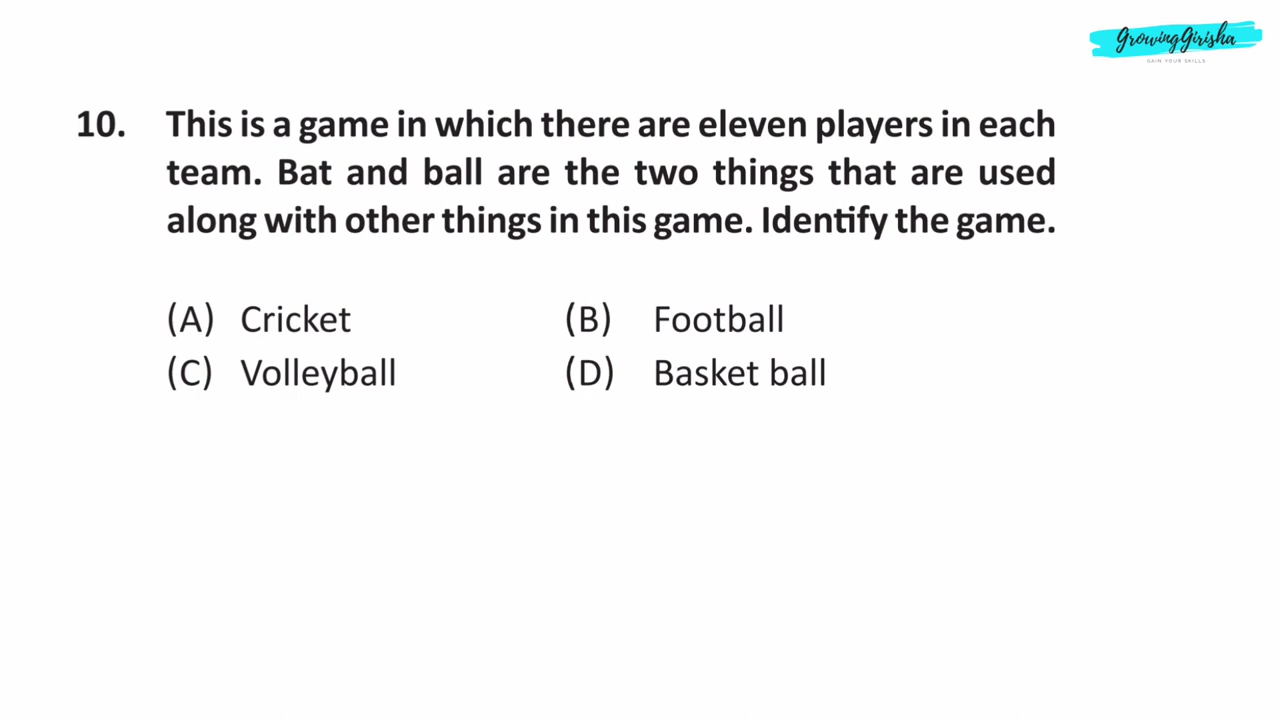 GrowingGirisha
GAIN YOUR SKILLS
10. This is a game in which there are eleven players in each
team. Bat and ball are the two things that are used
along with other things in this game. Identify the game.
(A) Cricket (B) Football
(C) Volleyball (D) Basket ball